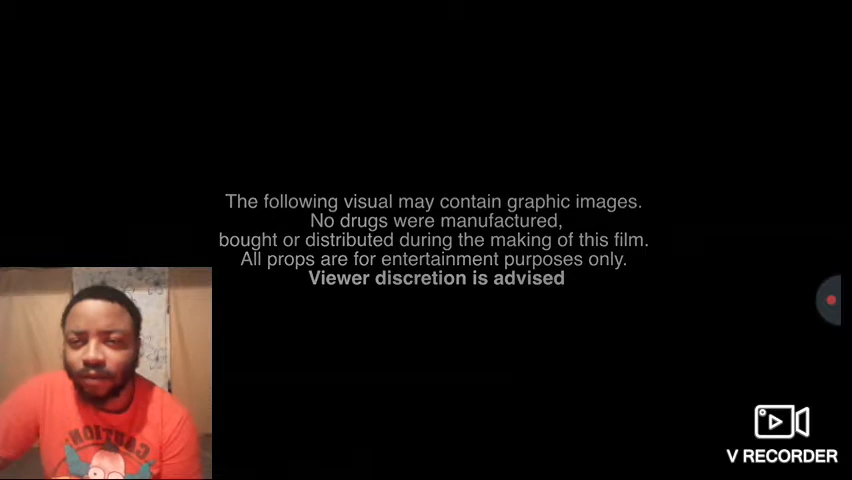 The following visual may contain graphic images.
No drugs were manufactured,
bought or distributed during the making of this film.
All props are for entertainment purposes only.
Viewer discretion is advised
CAUTION
V RECORDER